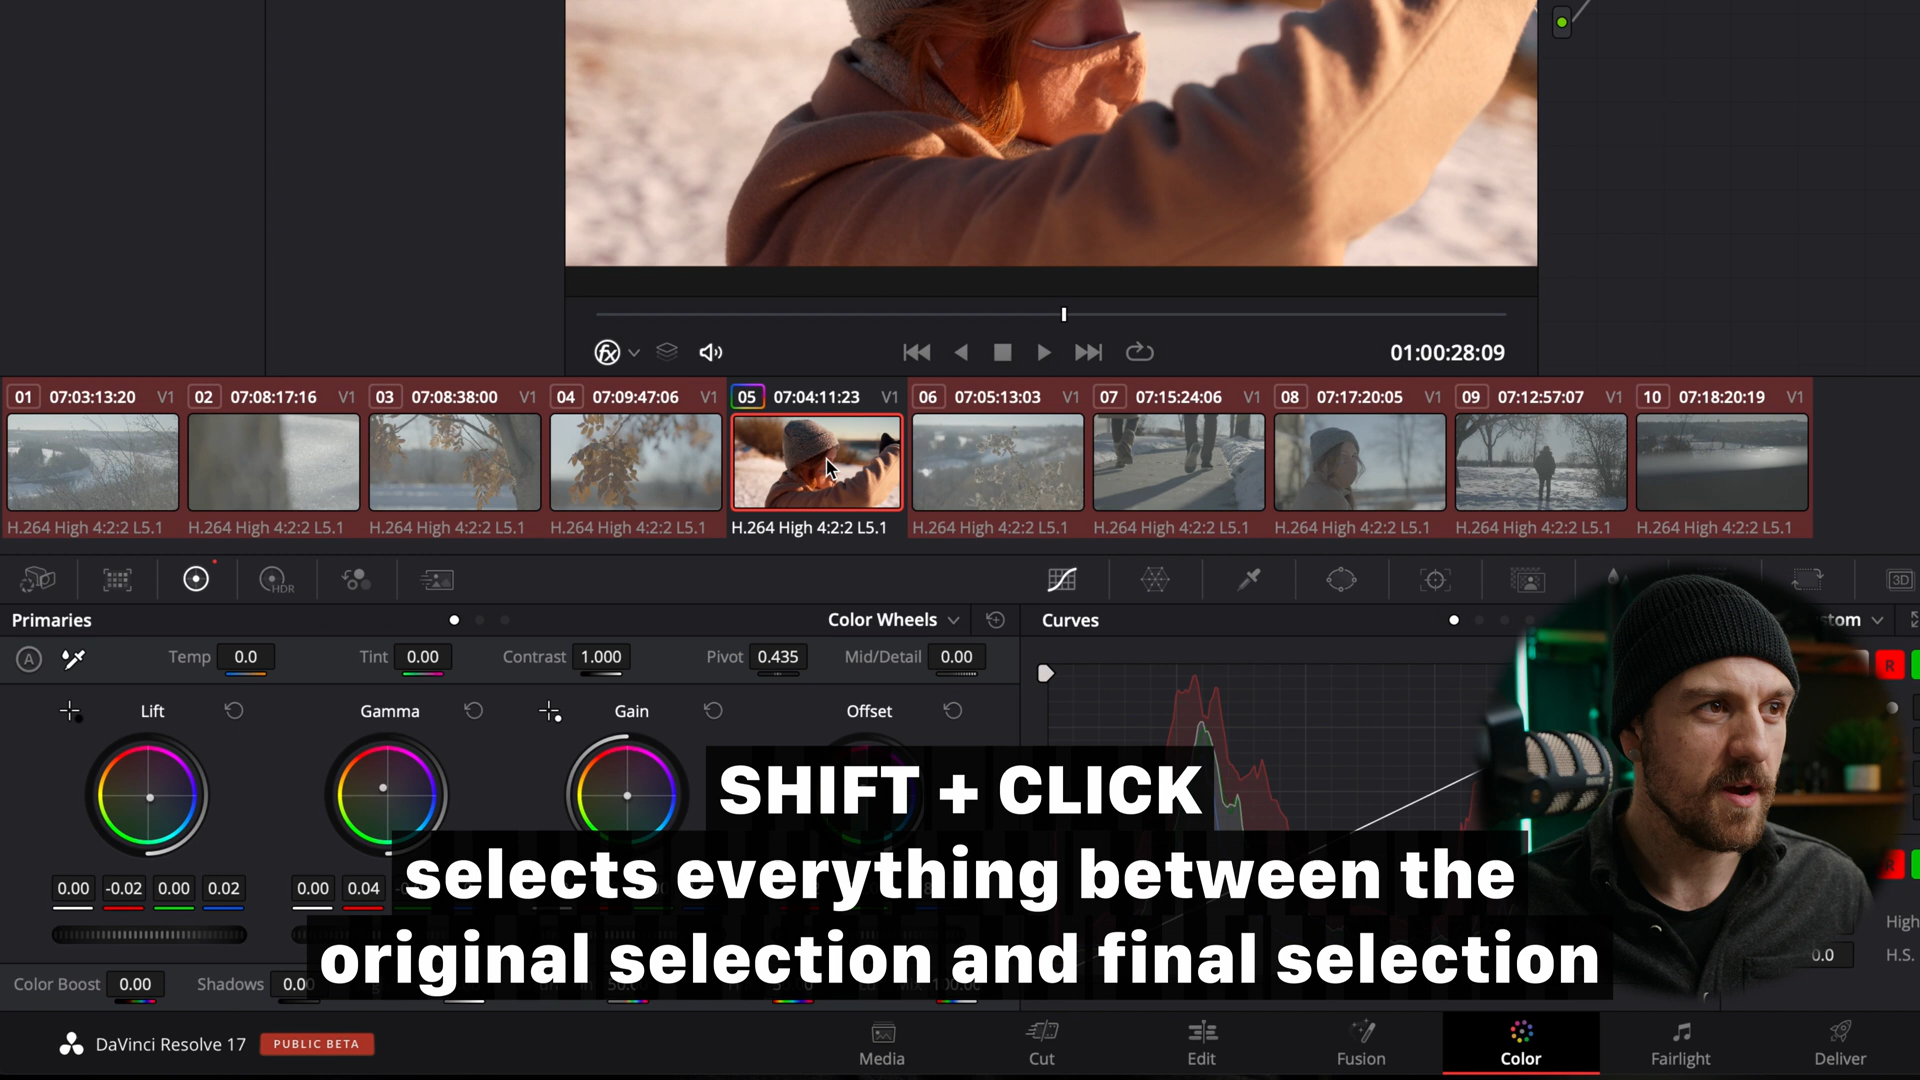 01:00:28:09
01 07:03:13:20 V1
02 07:08:17:16 V1
03 07:08:38:00 V1
04 07:09:47:06 V1
05 07:04:11:23 V1
06 07:05:13:03 V1
07 07:15:24:06 V1
08 07:17:20:05 V1
09 07:12:57:07 V1
10 07:18:20:19 V1
H.264 High 4:2:2 L5.1
H.264 High 4:2:2 L5.1
H.264 High 4:2:2 L5.1
H.264 High 4:2:2 L5.1
H.264 High 4:2:2 L5.1
H.264 High 4:2:2 L5.1
H.264 High 4:2:2 L5.1
H.264 High 4:2:2 L5.1
H.264 High 4:2:2 L5.1
H.264 High 4:2:2 L5.1
HDR
3D
Primaries
Color Wheels
Curves
tom
A
Temp 0.0
Tint 0.00
Contrast 1.000
Pivot 0.435
Mid/Detail 0.00
R
Lift
Gamma
Gain
Offset
SHIFT + CLICK
selects everything between the
original selection and final selection
0.00 -0.02 0.00 0.02
0.00 0.04
High
0.0
H.S.
Color Boost 0.00
Shadows 0.00
DaVinci Resolve 17
PUBLIC BETA
Media
Cut
Edit
Fusion
Color
Fairlight
Deliver